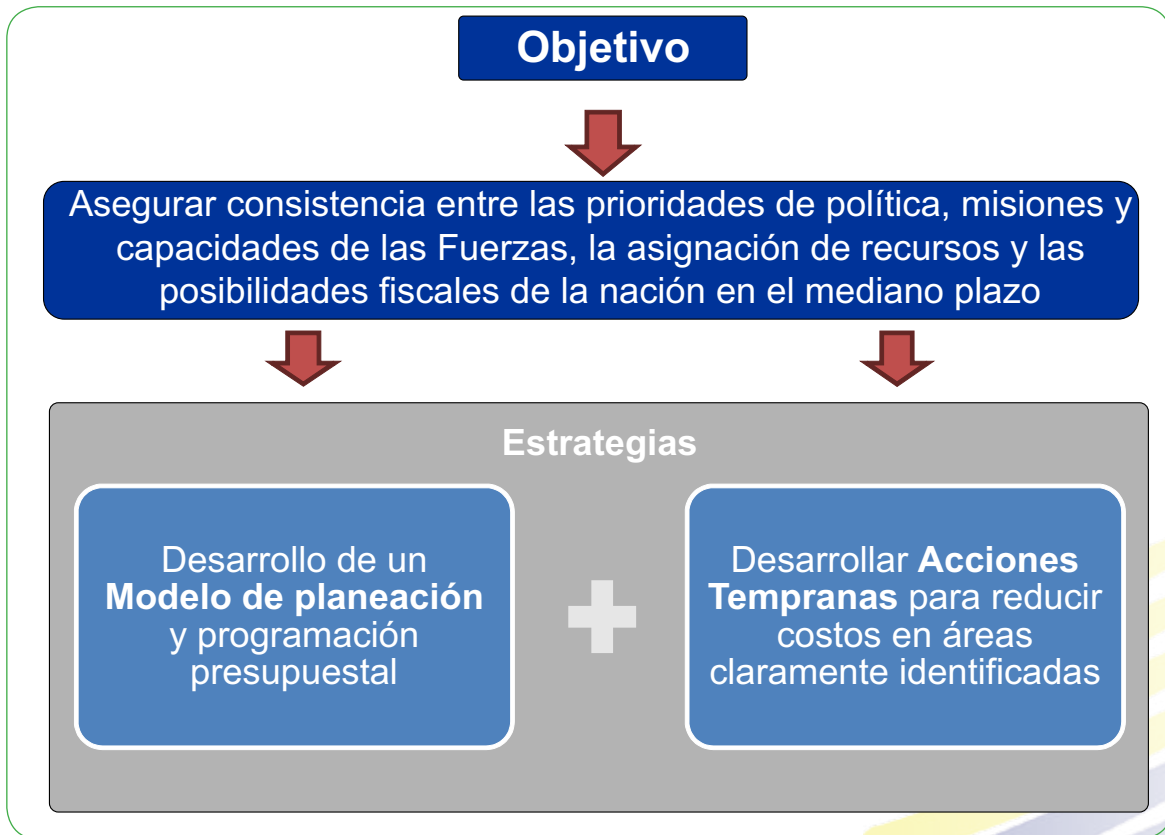 Objetivo
Asegurar consistencia entre las prioridades de política, misiones y
capacidades de las Fuerzas, la asignación de recursos y las
posibilidades fiscales de la nación en el mediano plazo
Estrategias
Desarrollo de un
Modelo de planeación
y programación
presupuestal
Desarrollar Acciones
Tempranas para reducir
costos en áreas
claramente identificadas